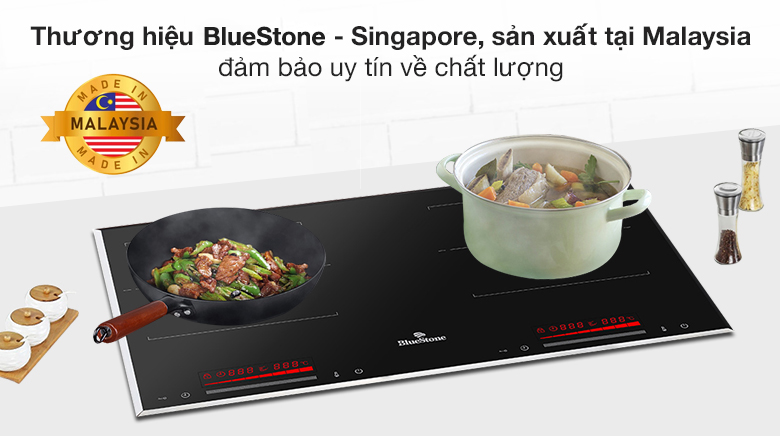 Thương hiệu BlueStone - Singapore, sản xuất tại Malaysia
đảm bảo uy tín về chất lượng
MADE IN
MALAYSIA
MADE IN
BlueStone